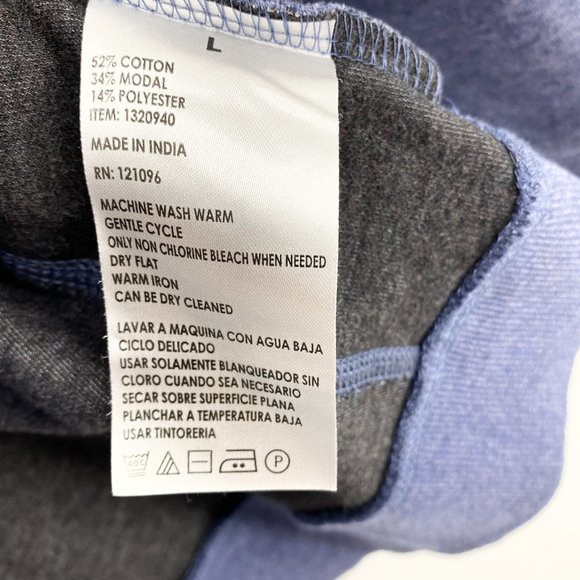 L
52% COTTON
34% MODAL
14% POLYESTER
ITEM: 1320940
MADE IN INDIA
RN: 121096
MACHINE WASH WARM
GENTLE CYCLE
ONLY NON CHLORINE BLEACH WHEN NEEDED
DRY FLAT
WARM IRON
CAN BE DRY CLEANED
LAVAR A MAQUINA CON AGUA BAJA
CICLO DELICADO
USAR SOLAMENTE BLANQUEADOR SIN
CLORO CUANDO SEA NECESARIO
SECAR SOBRE SUPERFICIE PLANA
PLANCHAR A TEMPERATURA BAJA
USAR TINTORERIA
P